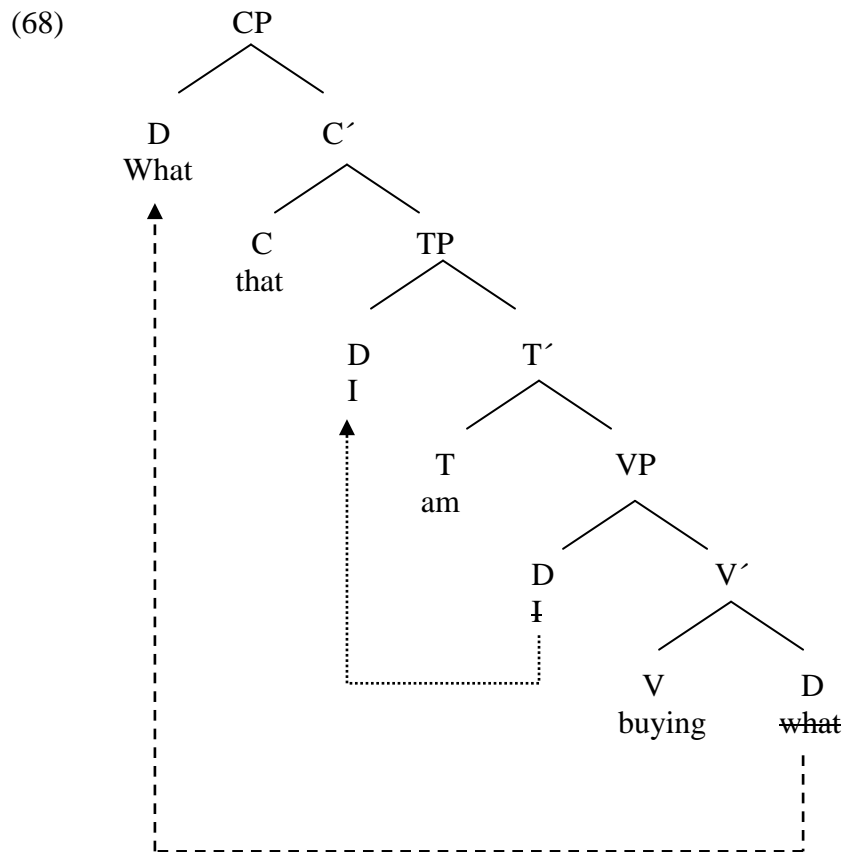 (68) CP
D C´
What
C TP
that
D T´
I
T VP
am
D V´
I
V D
buying what